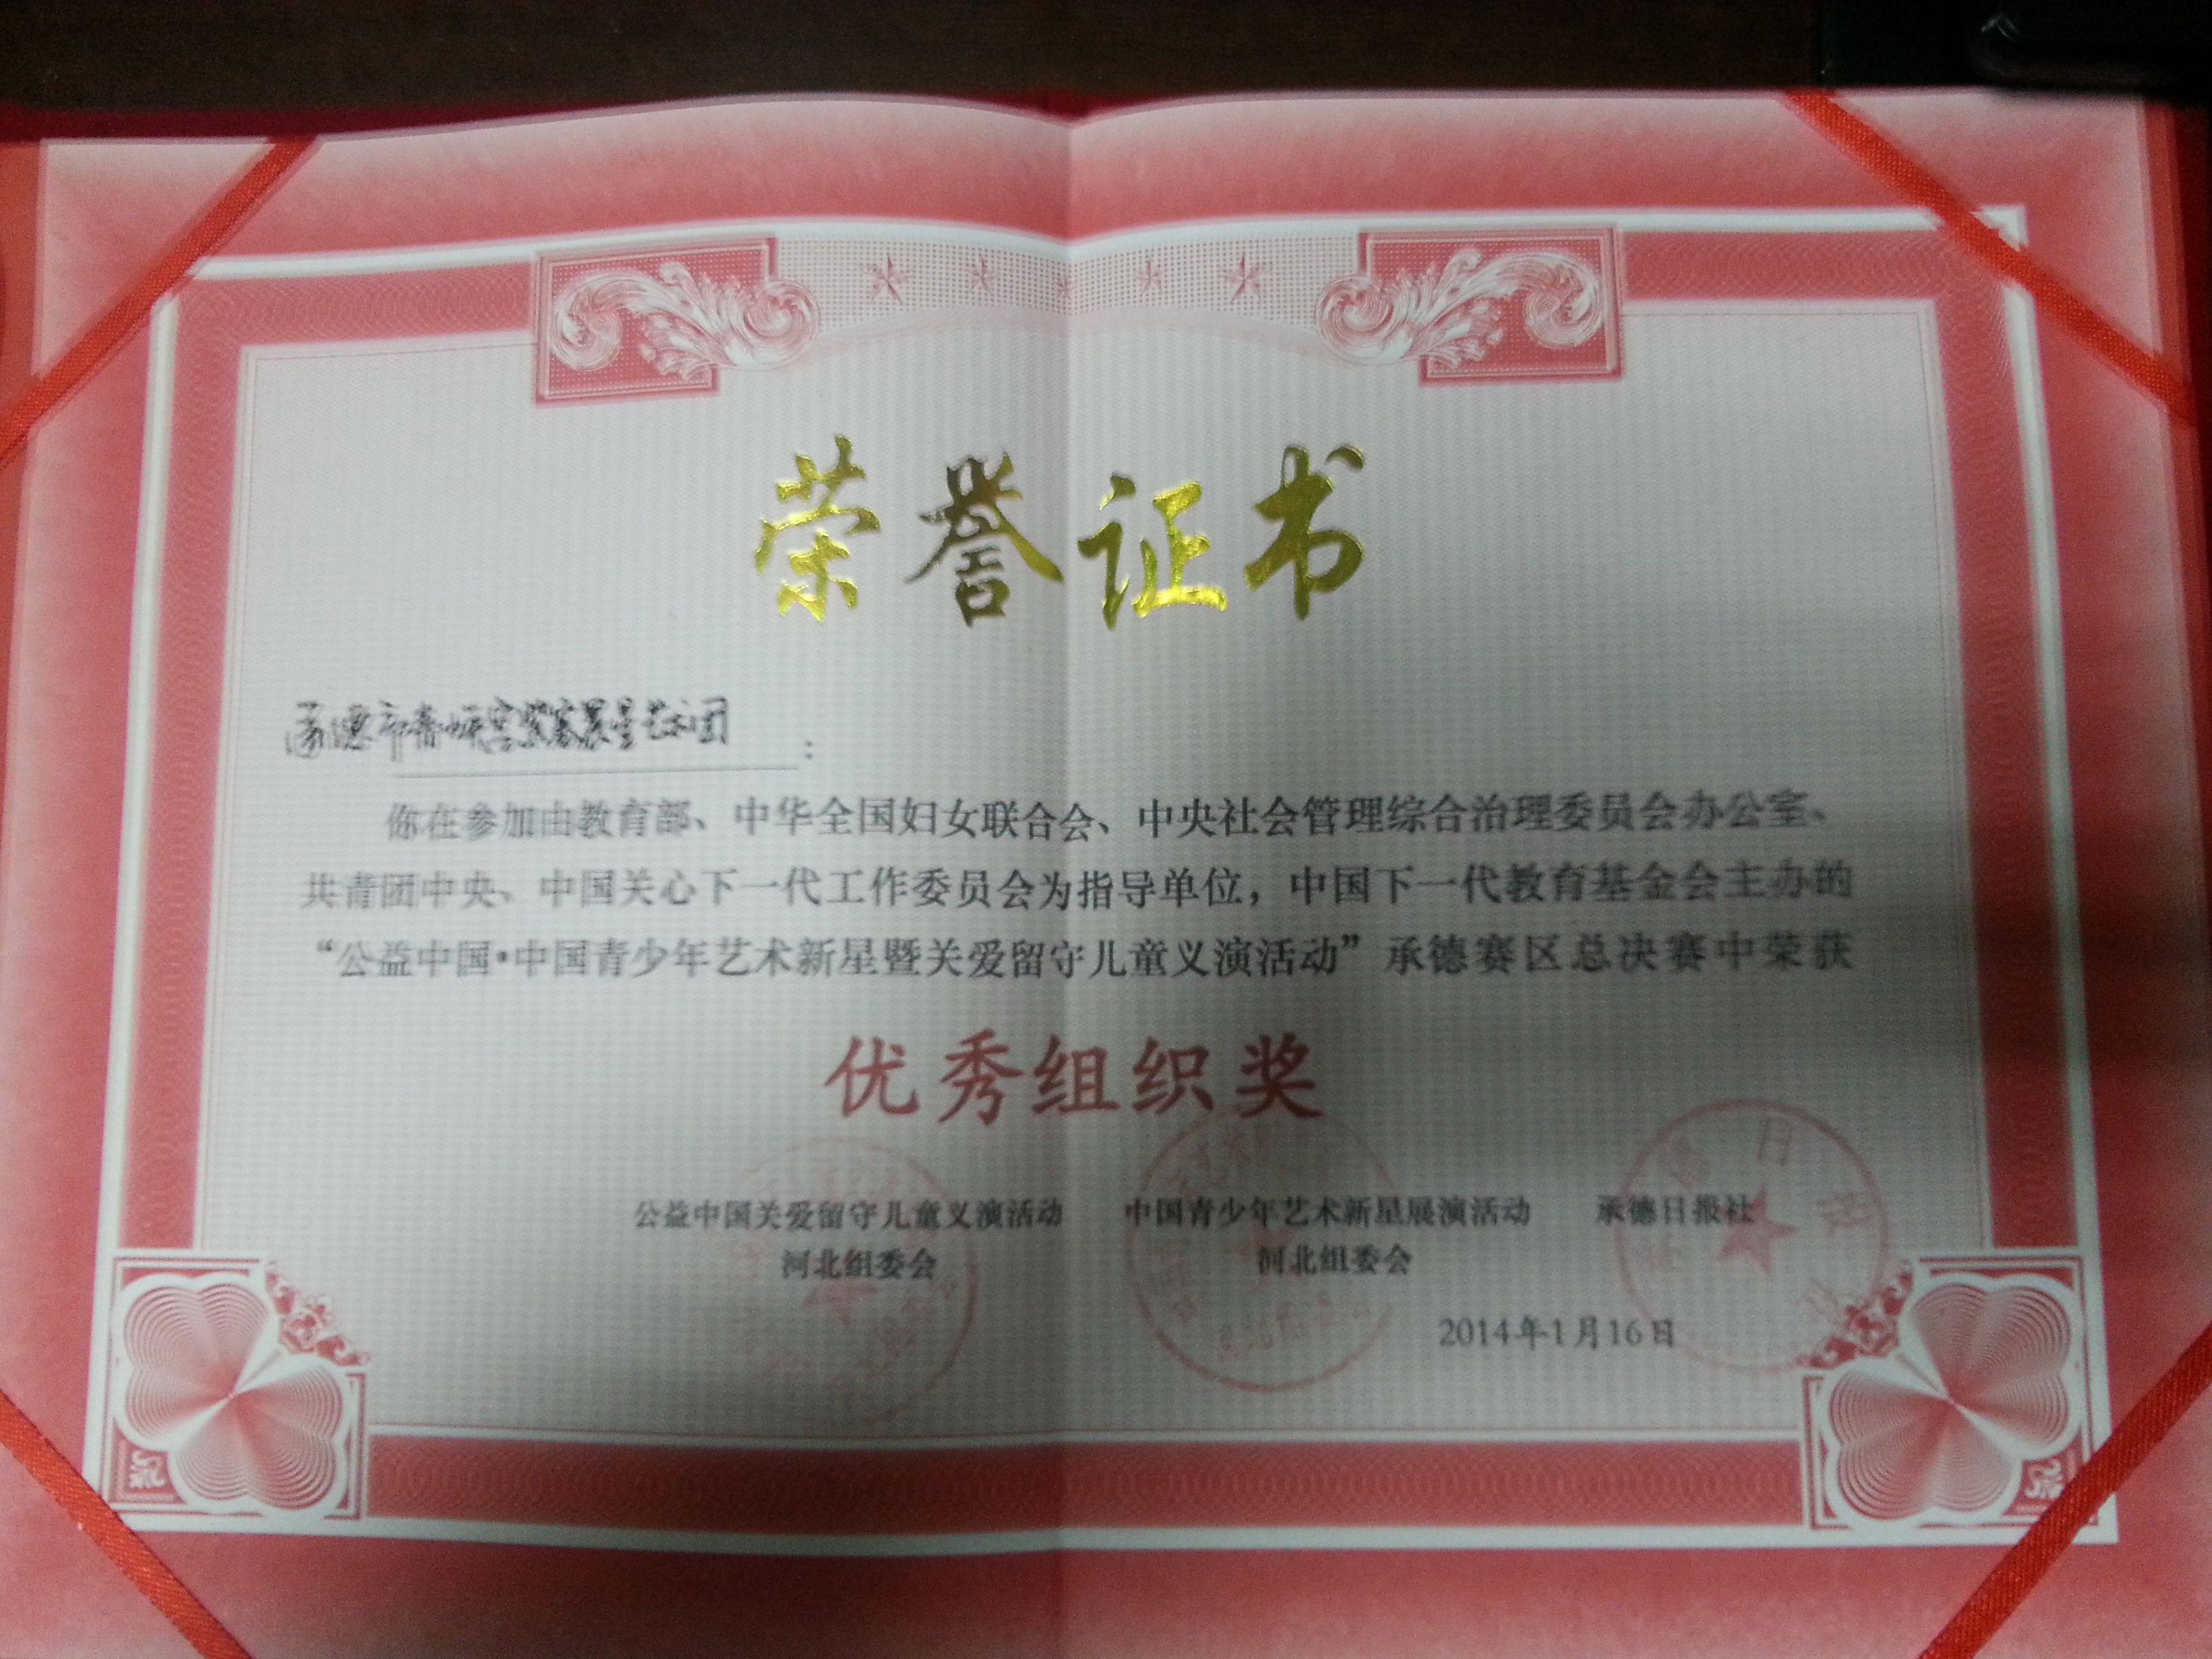 荣誉证书
承德市青少年宫紫塞晨星艺术团：
你在参加由教育部、中华全国妇女联合会、中央社会管理综合治理委员会办公室、
共青团中央、中国关心下一代工作委员会为指导单位，中国下一代教育基金会主办的
“公益中国·中国青少年艺术新星暨关爱留守儿童义演活动”承德赛区总决赛中荣获
优秀组织奖
公益中国关爱留守儿童义演活动 中国青少年艺术新星展演活动 承德日报社
河北组委会 河北组委会
2014年1月16日